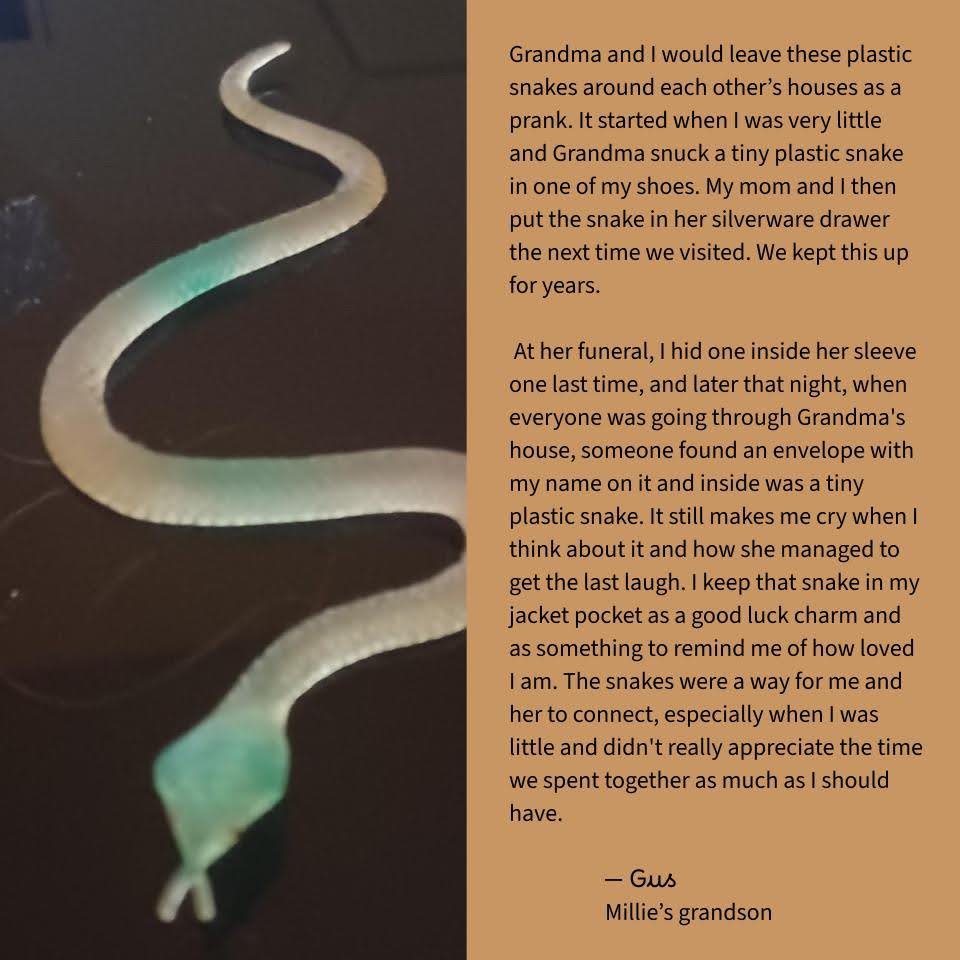 Grandma and I would leave these plastic
snakes around each other’s houses as a
prank. It started when I was very little
and Grandma snuck a tiny plastic snake
in one of my shoes. My mom and I then
put the snake in her silverware drawer
the next time we visited. We kept this up
for years.
At her funeral, I hid one inside her sleeve
one last time, and later that night, when
everyone was going through Grandma's
house, someone found an envelope with
my name on it and inside was a tiny
plastic snake. It still makes me cry when I
think about it and how she managed to
get the last laugh. I keep that snake in my
jacket pocket as a good luck charm and
as something to remind me of how loved
I am. The snakes were a way for me and
her to connect, especially when I was
little and didn't really appreciate the time
we spent together as much as I should
have.
— Gus
Millie’s grandson